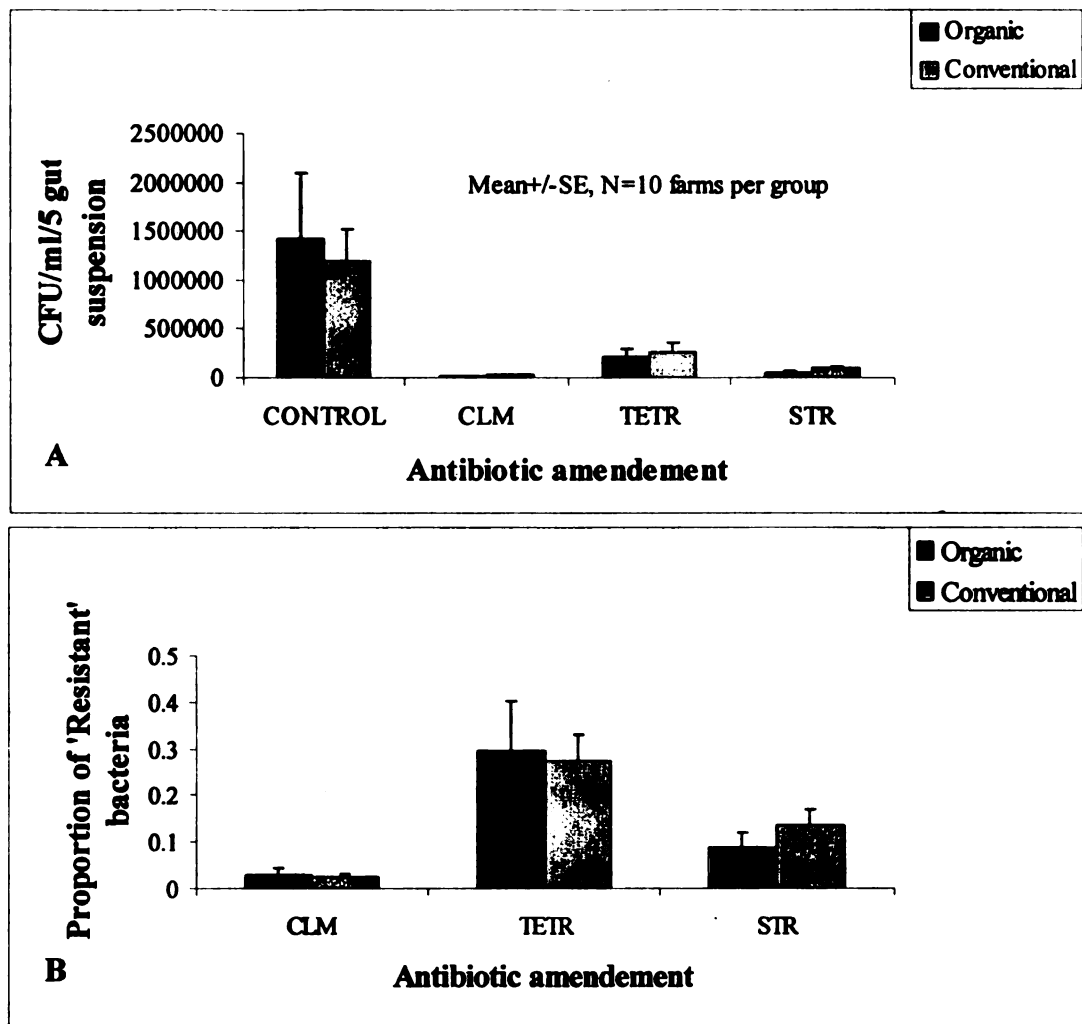 Organic
Conventional
2500000
2000000
1500000
1000000
500000
0
CFU/ml/5 gut
suspension
Mean+/-SE, N=10 farms per group
CONTROL CLM TETR STR
A
Antibiotic amendement
Organic
Conventional
0.5
0.4
0.3
0.2
0.1
0
Proportion of 'Resistant'
bacteria
CLM TETR STR
B
Antibiotic amendement